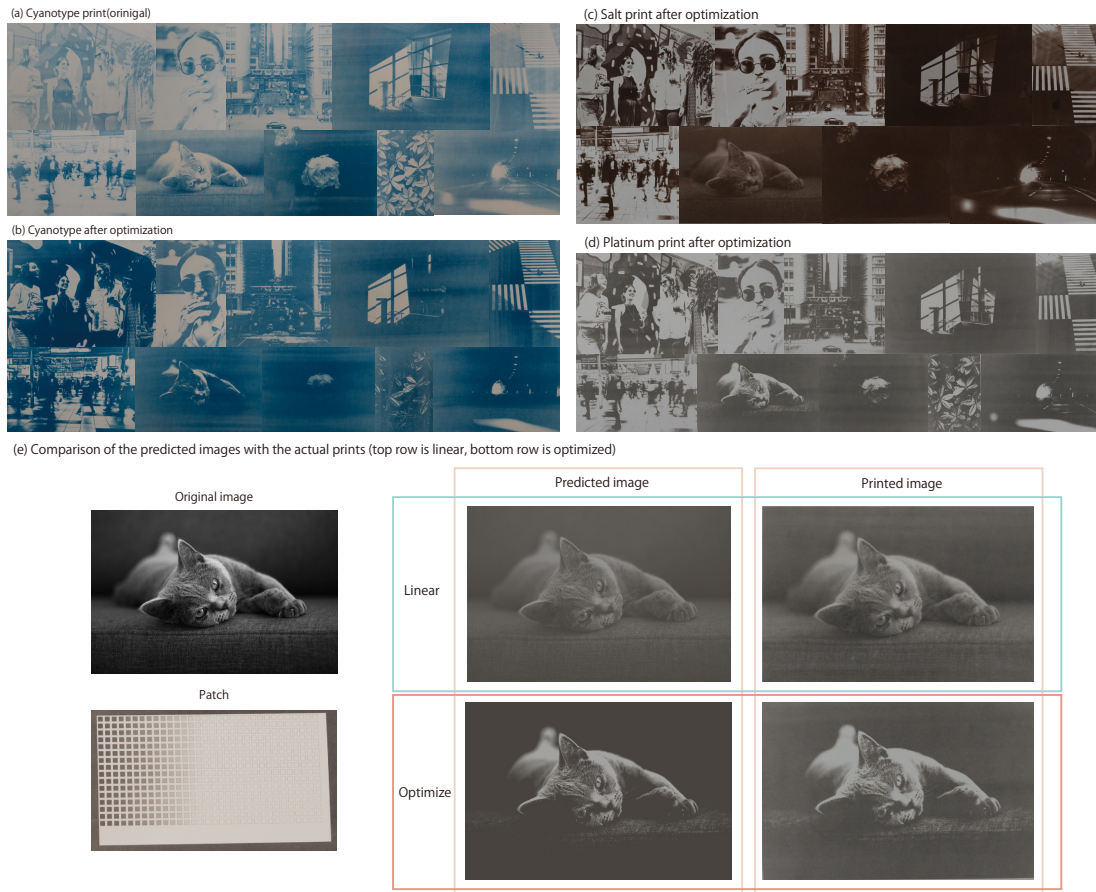 (a) Cyanotype print(orinigal)
(c) Salt print after optimization
(b) Cyanotype after optimization
(d) Platinum print after optimization
(e) Comparison of the predicted images with the actual prints (top row is linear, bottom row is optimized)
Original image
Predicted image
Printed image
Linear
Patch
Optimize